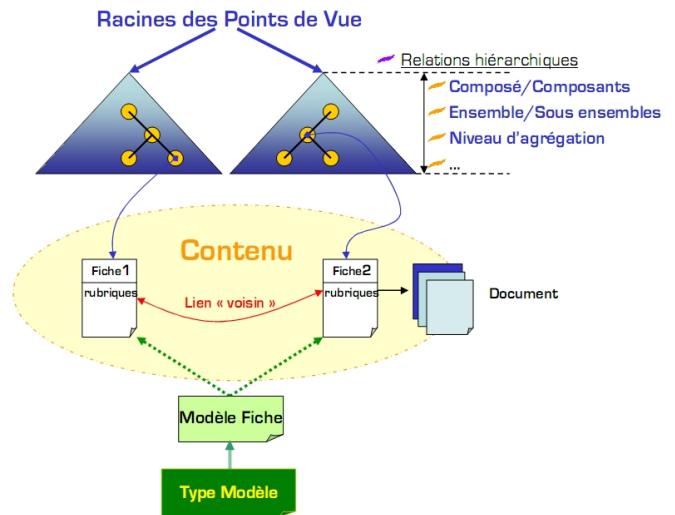 Racines des Points de Vue
Relations hiérarchiques
Composé/Composants
Ensemble/Sous ensembles
Niveau d'agrégation
...
Contenu
Fiche1
rubriques
Fiche2
rubriques
Lien « voisin »
Document
Modèle Fiche
Type Modèle